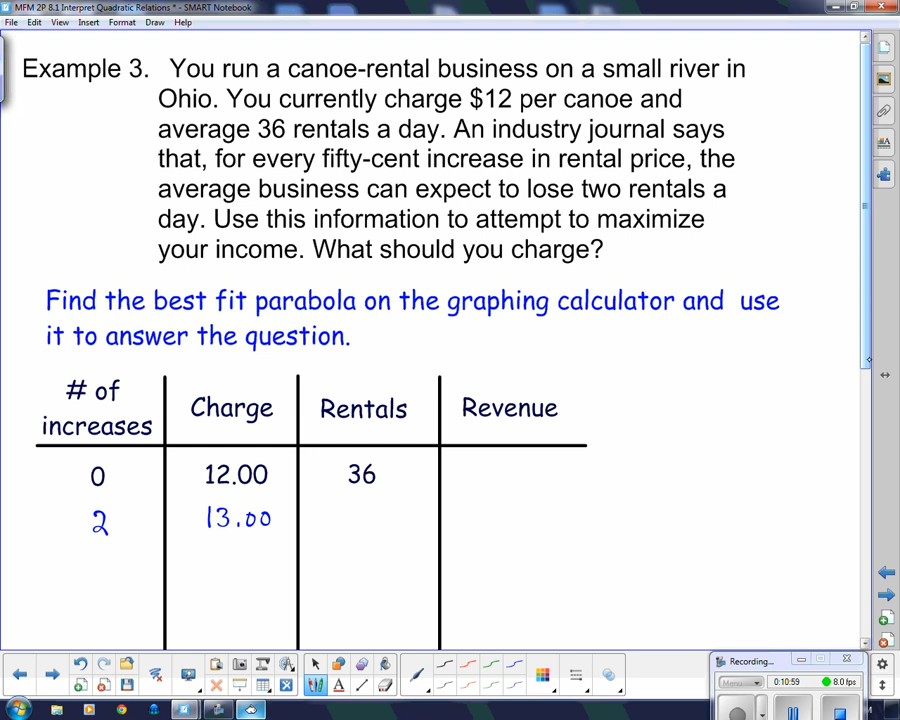 MFM 2P 8.1 Interpret Quadratic Relations * - SMART Notebook
File Edit View Insert Format Draw Help
Example 3. You run a canoe-rental business on a small river in
Ohio. You currently charge $12 per canoe and
average 36 rentals a day. An industry journal says
that, for every fifty-cent increase in rental price, the
average business can expect to lose two rentals a
day. Use this information to attempt to maximize
your income. What should you charge?
Find the best fit parabola on the graphing calculator and use
it to answer the question.
# of
increases Charge Rentals Revenue
0 12.00 36
2 13.00
Recording...
Menu 0:10:59 8.0 fps